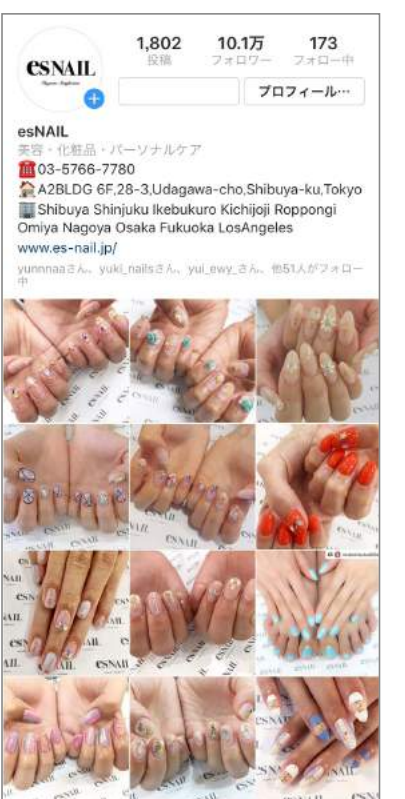 1,802 10.1万 173
投稿 フォロワー フォロー中
esNAIL
プロフィール…
esNAIL
美容・化粧品・パーソナルケア
☎️03-5766-7780
🏠A2BLDG 6F,28-3,Udagawa-cho,Shibuya-ku,Tokyo
🏢Shibuya Shinjuku Ikebukuro Kichijoji Roppongi
Omiya Nagoya Osaka Fukuoka LosAngeles
www.es-nail.jp/
yunnnaaさん、yuki_nailsさん、yui_ewy_さん、他51人がフォロー
中